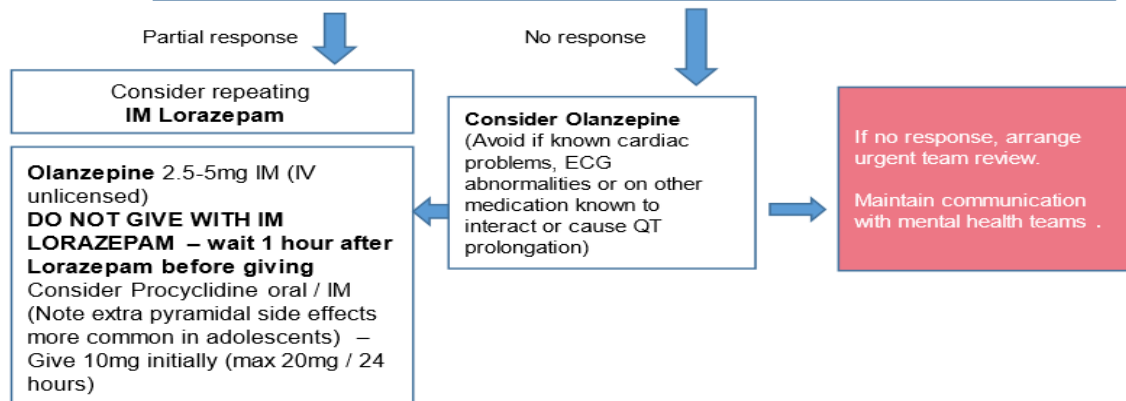 Partial response
No response
Consider repeating
IM Lorazepam
Olanzepine 2.5-5mg IM (IV
unlicensed)
DO NOT GIVE WITH IM
LORAZEPAM – wait 1 hour after
Lorazepam before giving
Consider Procyclidine oral / IM
(Note extra pyramidal side effects
more common in adolescents) –
Give 10mg initially (max 20mg / 24
hours)
Consider Olanzepine
(Avoid if known cardiac
problems, ECG
abnormalities or on other
medication known to
interact or cause QT
prolongation)
If no response, arrange
urgent team review.
Maintain communication
with mental health teams .